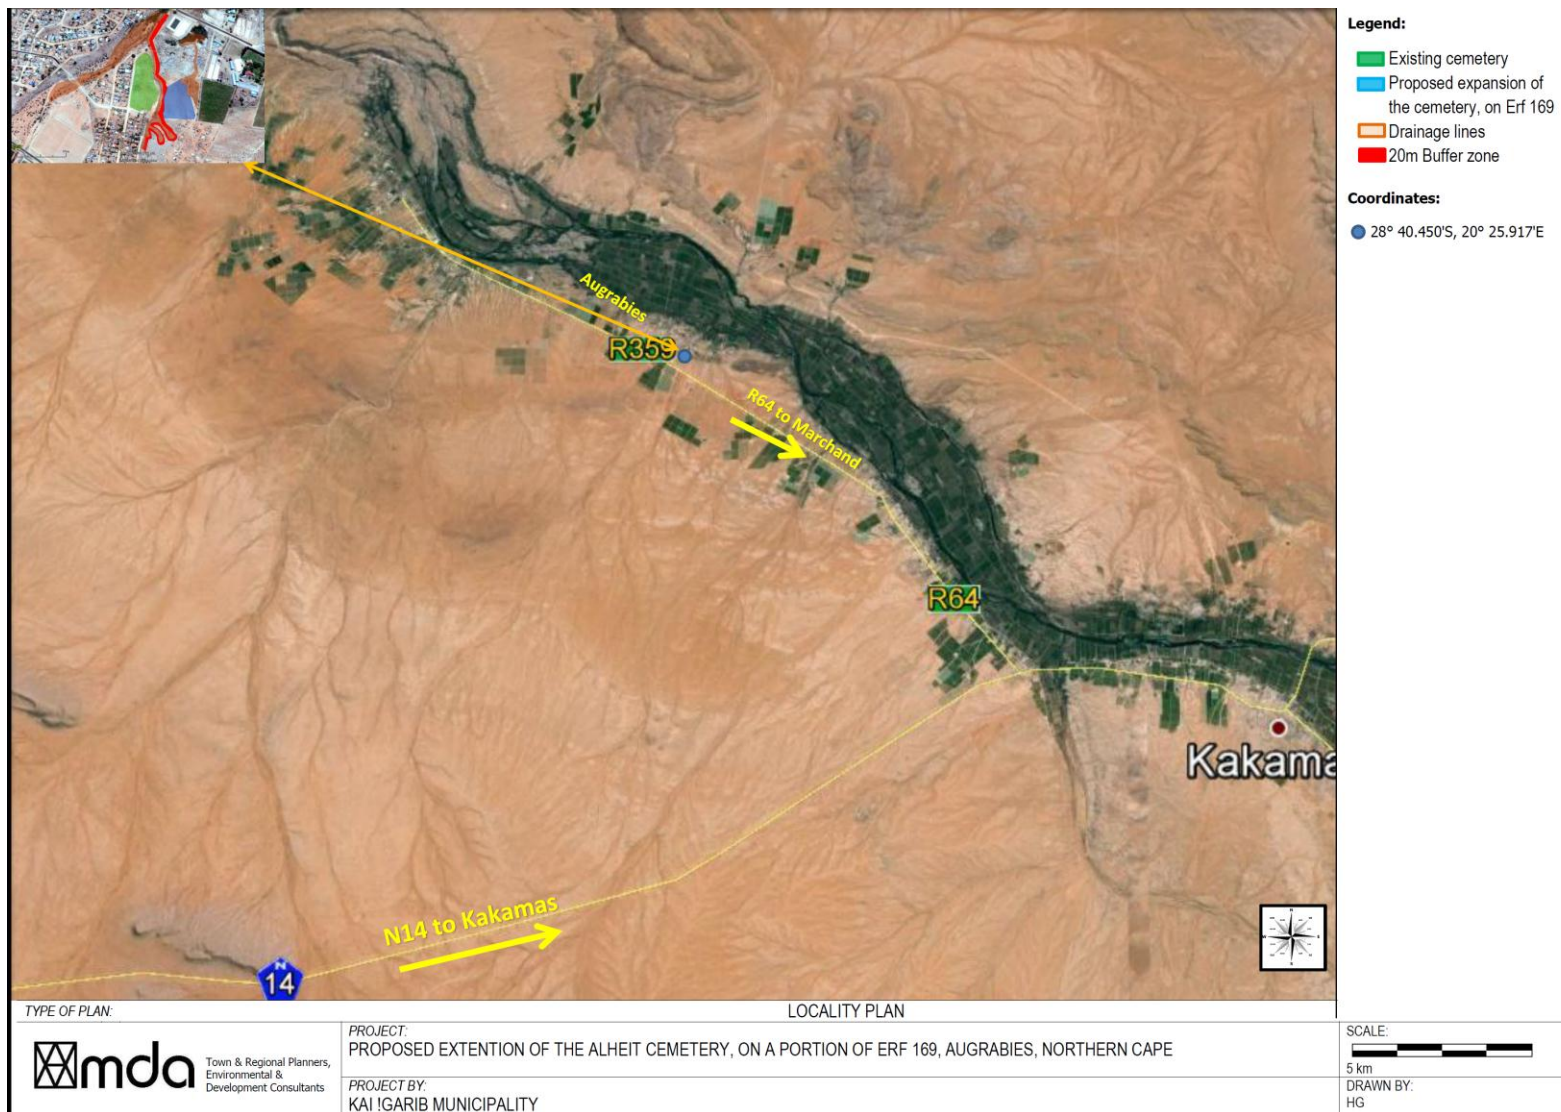 Legend:
Existing cemetery
Proposed expansion of
the cemetery, on Erf 169
Drainage lines
20m Buffer zone
Coordinates:
28° 40.450'S, 20° 25.917'E
Augrabies
R359
R64 to Marchand
R64
Kakama
N14 to Kakamas
N
14
TYPE OF PLAN:
LOCALITY PLAN
mda
Town & Regional Planners,
Environmental &
Development Consultants
PROJECT:
PROPOSED EXTENTION OF THE ALHEIT CEMETERY, ON A PORTION OF ERF 169, AUGRABIES, NORTHERN CAPE
PROJECT BY:
KAI !GARIB MUNICIPALITY
SCALE:
5 km
DRAWN BY:
HG